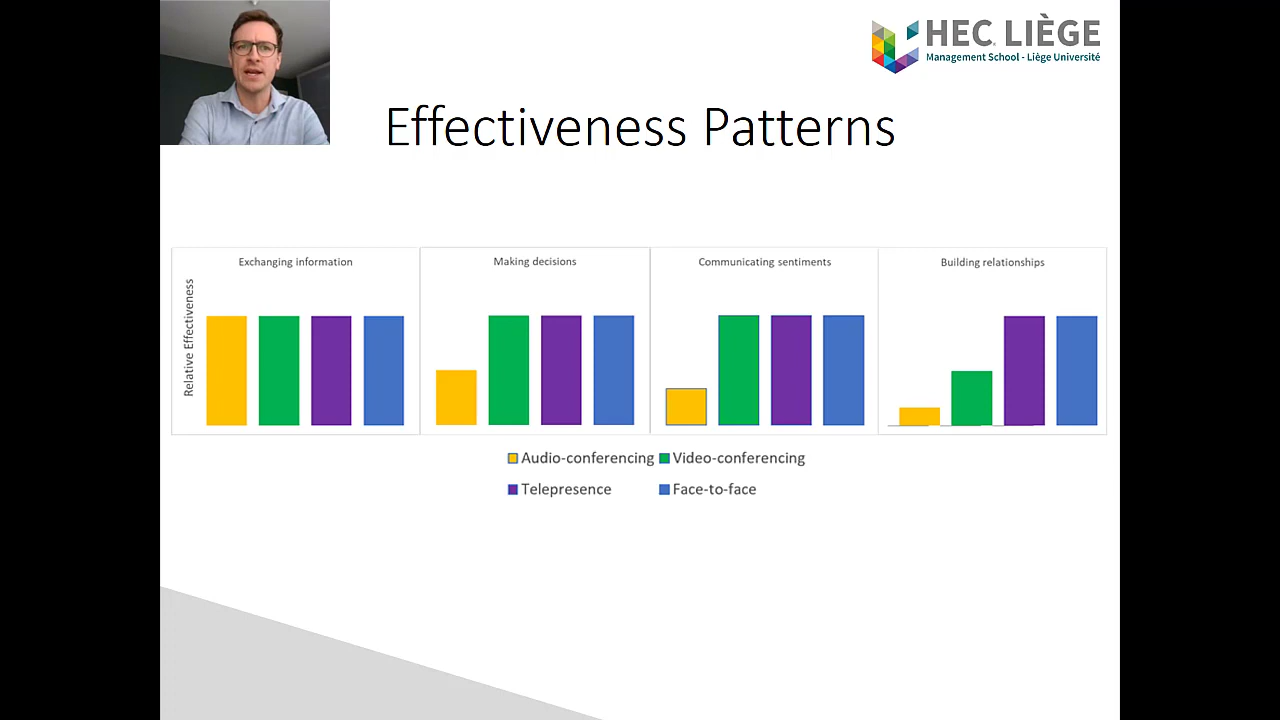 HEC LIÈGE
Management School - Liège Université
Effectiveness Patterns
Exchanging information
Making decisions
Communicating sentiments
Building relationships
Relative Effectiveness
Audio-conferencing
Video-conferencing
Telepresence
Face-to-face